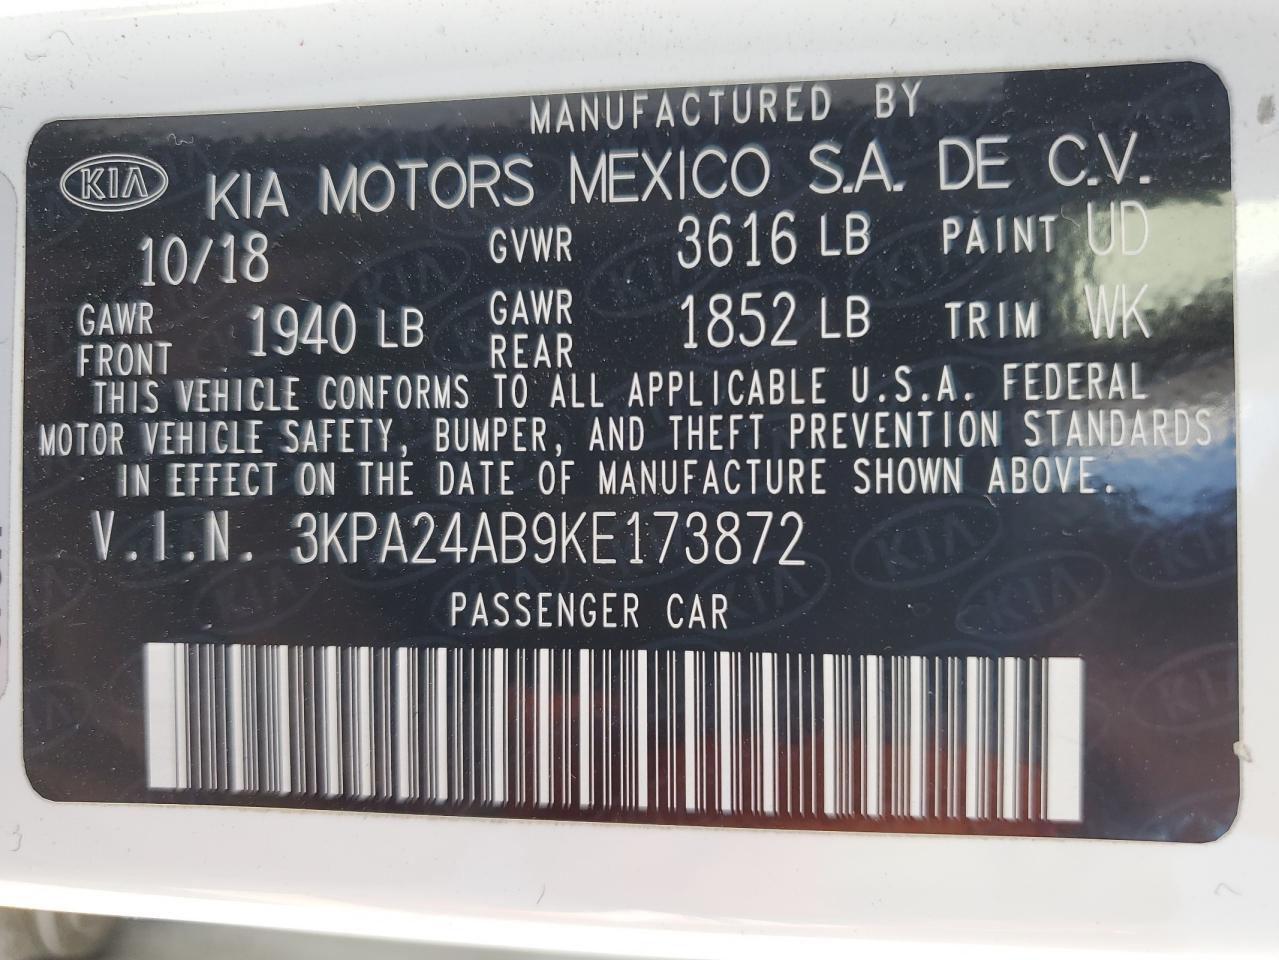 MANUFACTURED BY
KIA KIA MOTORS MEXICO S.A. DE C.V.
10/18 GVWR 3616 LB PAINT UD
GAWR FRONT 1940 LB GAWR REAR 1852 LB TRIM WK
THIS VEHICLE CONFORMS TO ALL APPLICABLE U.S.A. FEDERAL
MOTOR VEHICLE SAFETY, BUMPER, AND THEFT PREVENTION STANDARDS
IN EFFECT ON THE DATE OF MANUFACTURE SHOWN ABOVE.
V.I.N. 3KPA24AB9KE173872
PASSENGER CAR